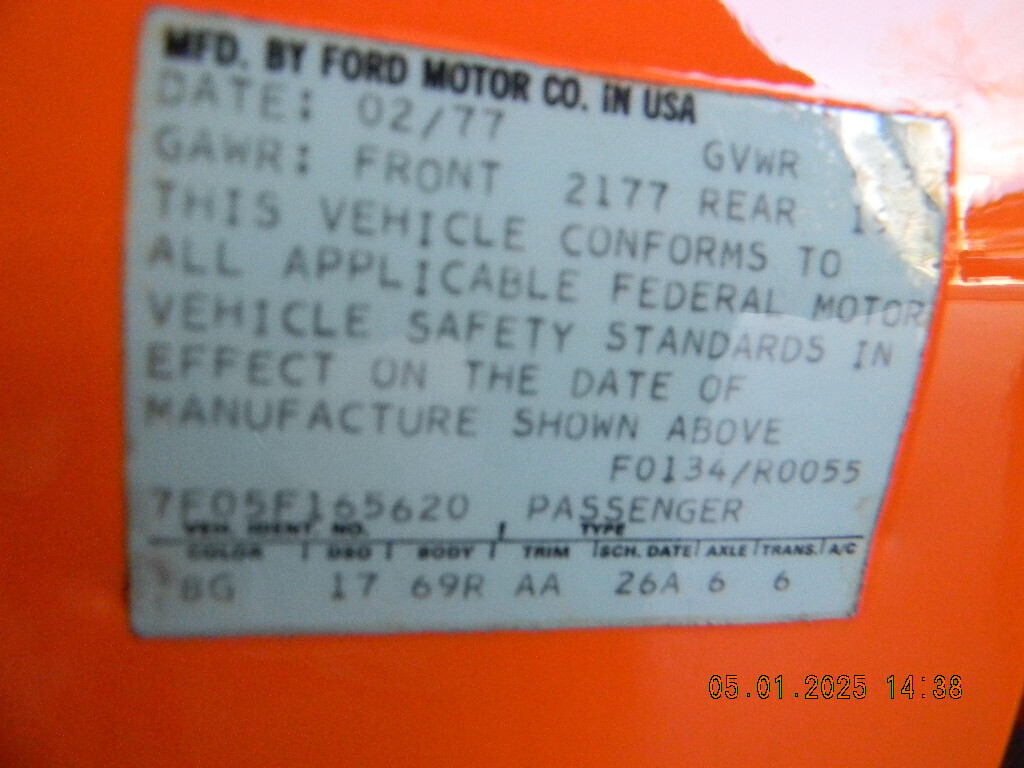 MFD. BY FORD MOTOR CO. IN USA
DATE: 02/77 GVWR
GAWR: FRONT 2177 REAR
THIS VEHICLE CONFORMS TO
ALL APPLICABLE FEDERAL MOTOR
VEHICLE SAFETY STANDARDS IN
EFFECT ON THE DATE OF
MANUFACTURE SHOWN ABOVE
F0134/R0055
7F05F165620 PASSENGER
VEH. IDENT. NO. TYPE
COLOR DSO BODY TRIM SCH. DATE AXLE TRANS. A/C
8G 17 69R AA 26A 6 6
05.01.2025 14:38